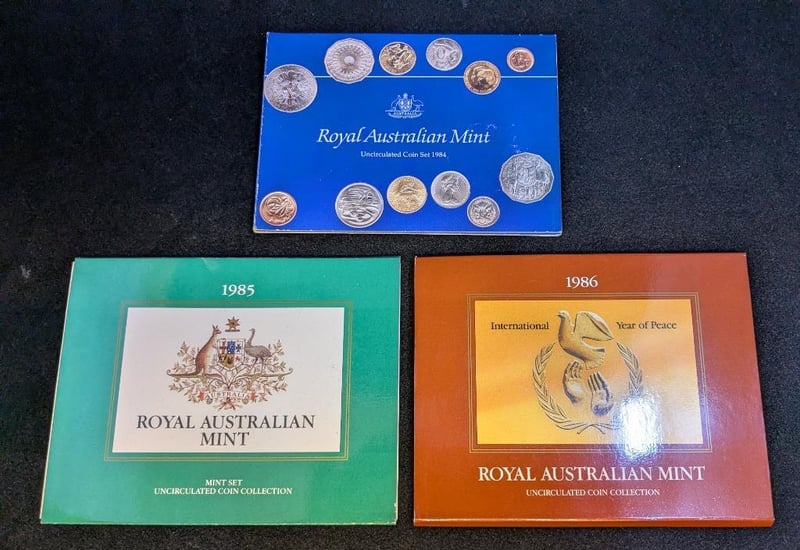 Royal Australian Mint
Uncirculated Coin Set 1984
1985
AUSTRALIA
ROYAL AUSTRALIAN
MINT
MINT SET
UNCIRCULATED COIN COLLECTION
1986
International Year of Peace
ROYAL AUSTRALIAN MINT
UNCIRCULATED COIN COLLECTION